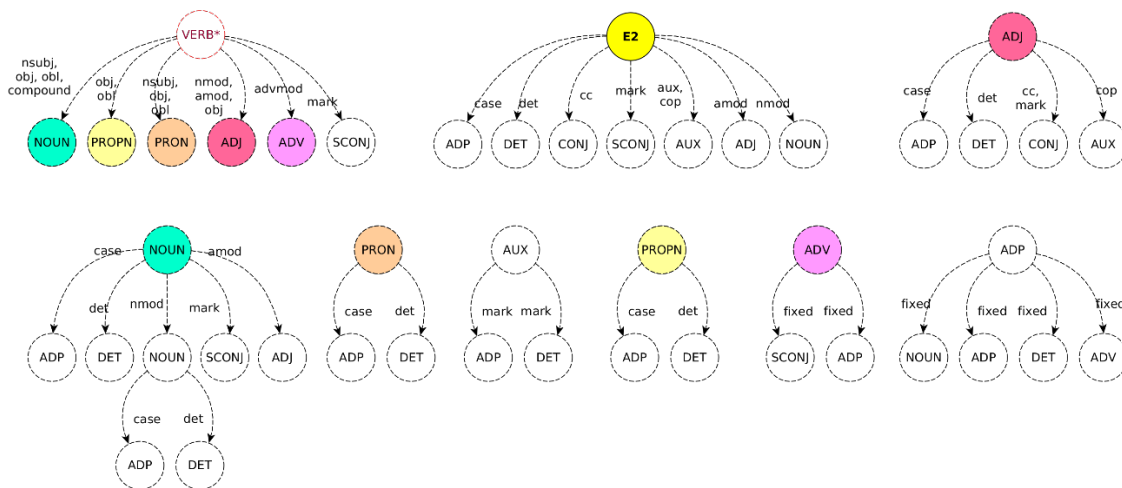 VERB*
nsubj,
obj, obl,
compound
obj,
obl
nsubj,
obj,
obl
nmod,
amod,
obj
advmod
mark
NOUN
PROPN
PRON
ADJ
ADV
SCONJ
E2
case
det
cc
mark
aux,
cop
amod
nmod
ADP
DET
CONJ
SCONJ
AUX
ADJ
NOUN
ADJ
case
det
cc,
mark
cop
ADP
DET
CONJ
AUX
NOUN
case
det
nmod
mark
amod
ADP
DET
NOUN
SCONJ
ADJ
case
det
ADP
DET
PRON
case
det
ADP
DET
AUX
mark
mark
ADP
DET
PROPN
case
det
ADP
DET
ADV
fixed
fixed
SCONJ
ADP
ADP
fixed
fixed
fixed
fixed
NOUN
ADP
DET
ADV